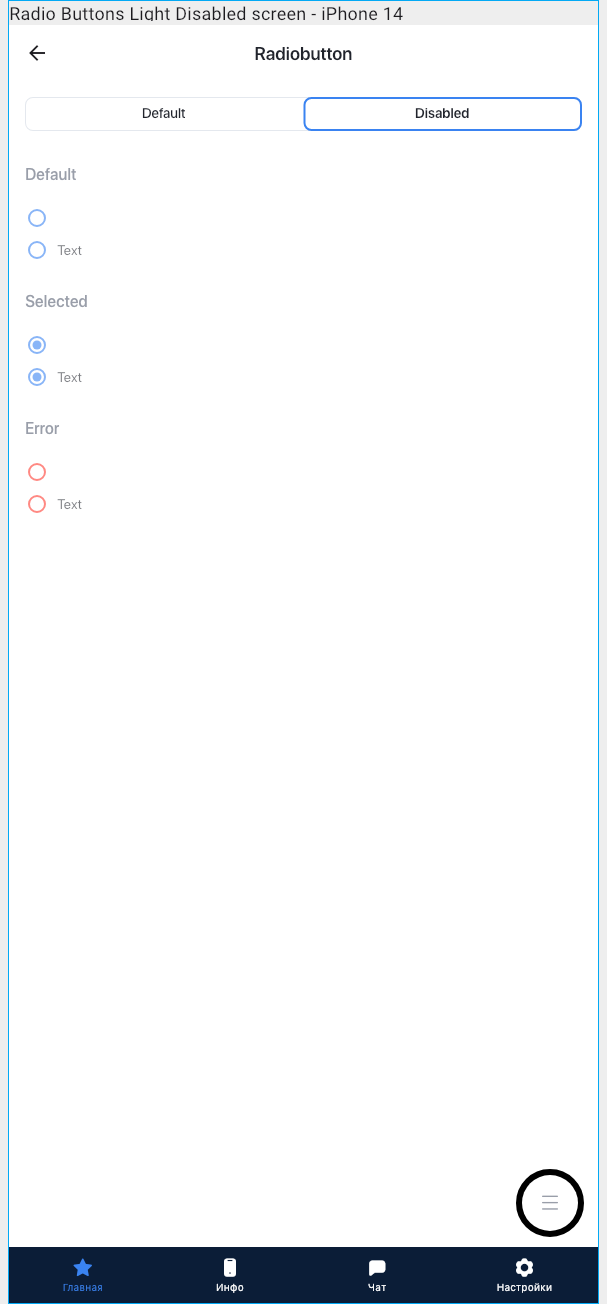 Radio Buttons Light Disabled screen - iPhone 14
Radiobutton
Default
Disabled
Default
Text
Selected
Text
Error
Text
Главная
Инфо
Чат
Настройки